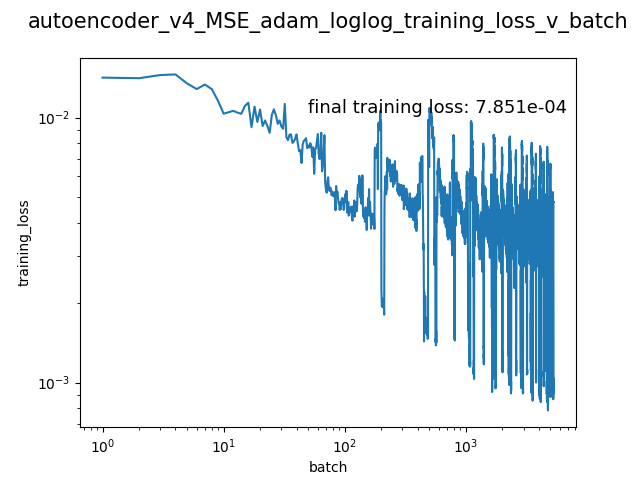 autoencoder_v4_MSE_adam_loglog_training_loss_v_batch
final training loss: 7.851e-04
10⁻²
training_loss
10⁻³
10⁰ 10¹ 10² 10³
batch